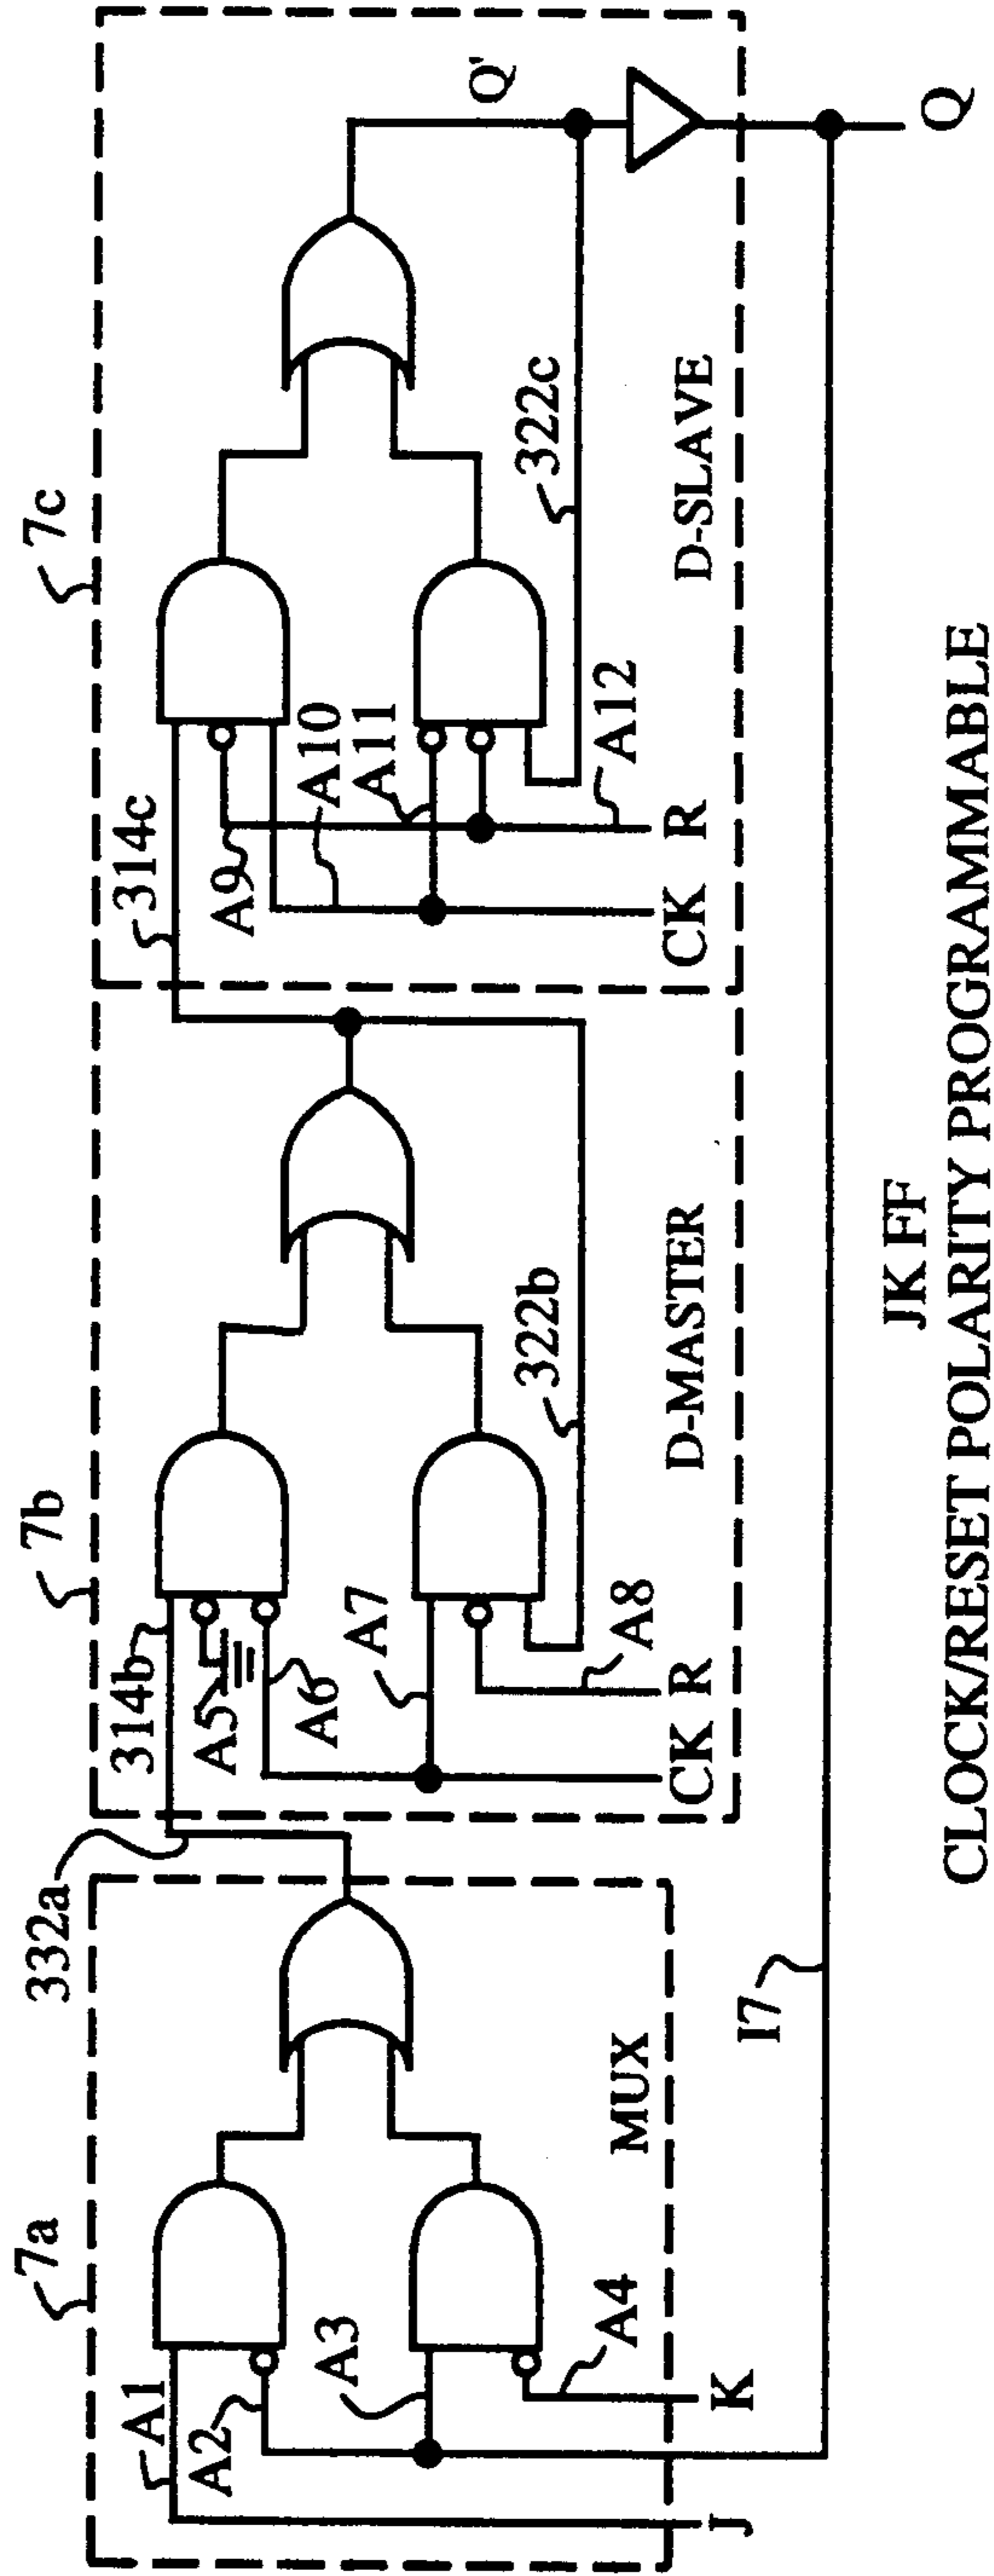 7a
7b
7c
332a
A1
A2
A3
A4
J
K
MUX
314b
A5
A6
A7
A8
CK
R
322b
D-MASTER
314c
A9
A10
A11
A12
CK
R
322c
D-SLAVE
Q'
Q
I7
JK FF
CLOCK/RESET POLARITY PROGRAMMABLE